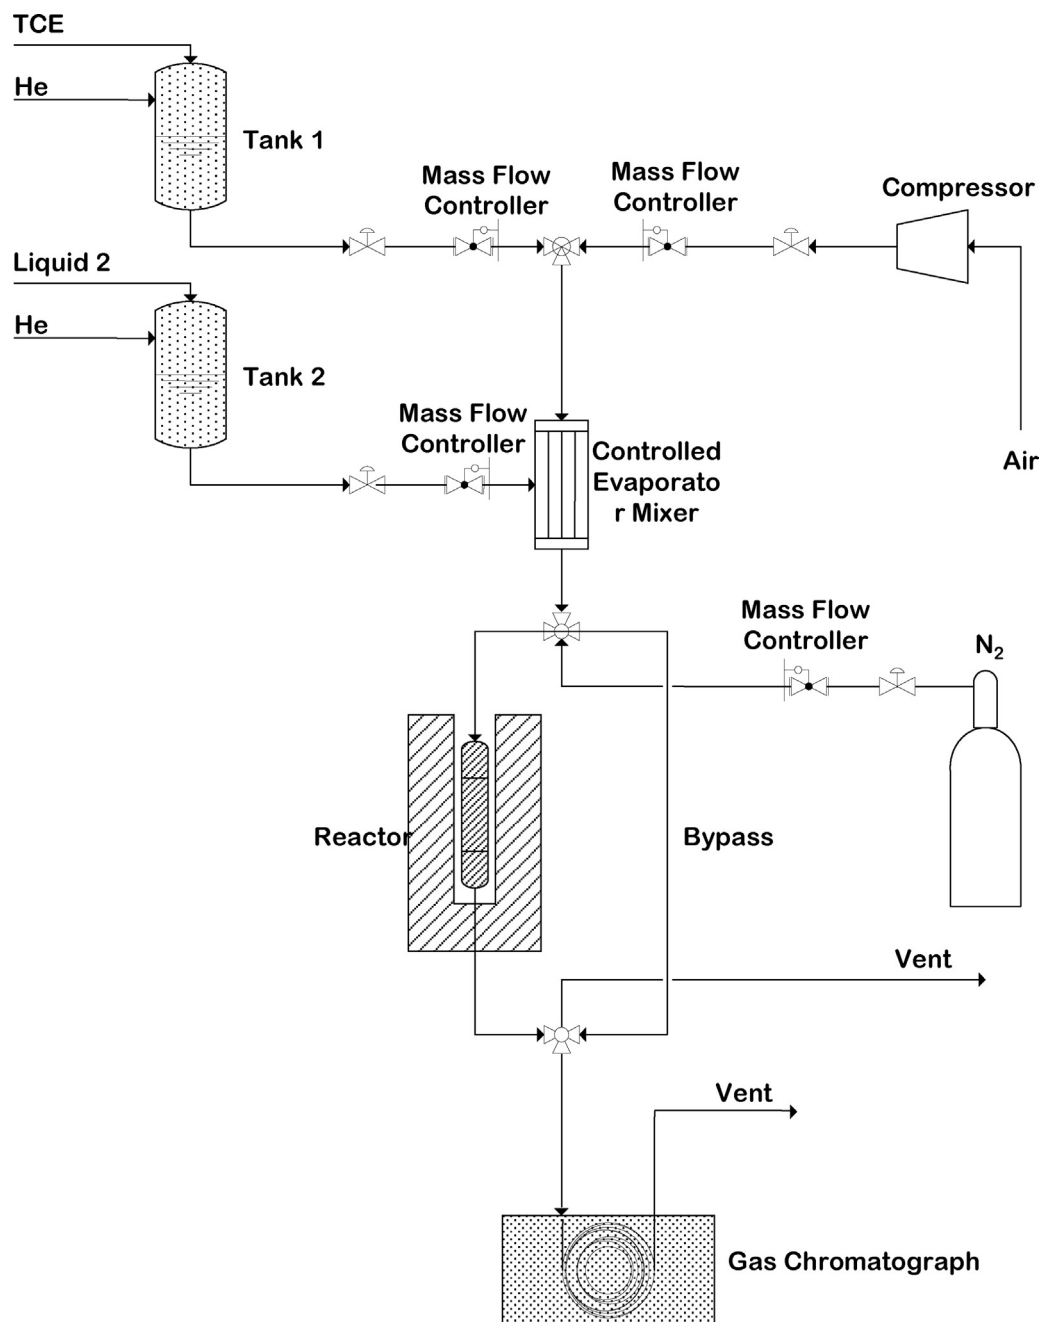 TCE
He
Tank 1
Mass Flow
Controller
Mass Flow
Controller
Compressor
Liquid 2
He
Tank 2
Mass Flow
Controller
Controlled
Evaporato
r Mixer
Air
Mass Flow
Controller
N₂
Reactor
Bypass
Vent
Vent
Gas Chromatograph